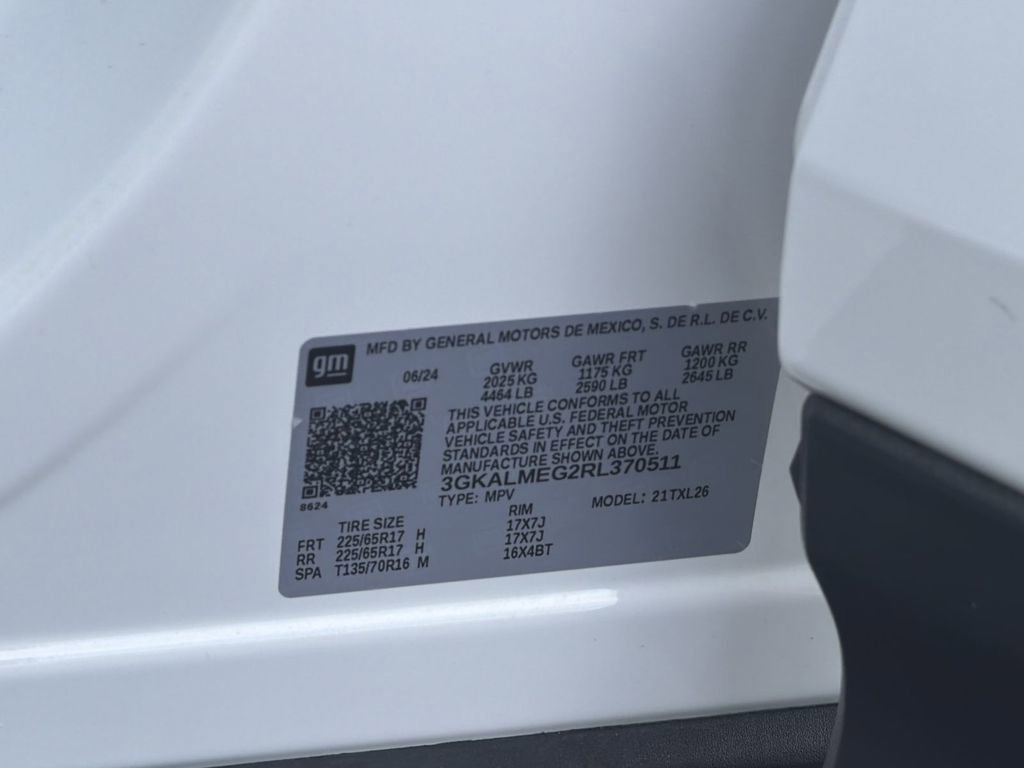 gm
MFD BY GENERAL MOTORS DE MEXICO, S. DE R.L. DE C.V.
06/24 GVWR GAWR FRT GAWR RR
2025 KG 1175 KG 1200 KG
4464 LB 2590 LB 2645 LB
THIS VEHICLE CONFORMS TO ALL
APPLICABLE U.S. FEDERAL MOTOR
VEHICLE SAFETY AND THEFT PREVENTION
STANDARDS IN EFFECT ON THE DATE OF
MANUFACTURE SHOWN ABOVE.
3GKALMEG2RL370511
TYPE: MPV MODEL: 21TXL26
8624
TIRE SIZE RIM
FRT 225/65R17 H 17X7J
RR 225/65R17 H 17X7J
SPA T135/70R16 M 16X4BT